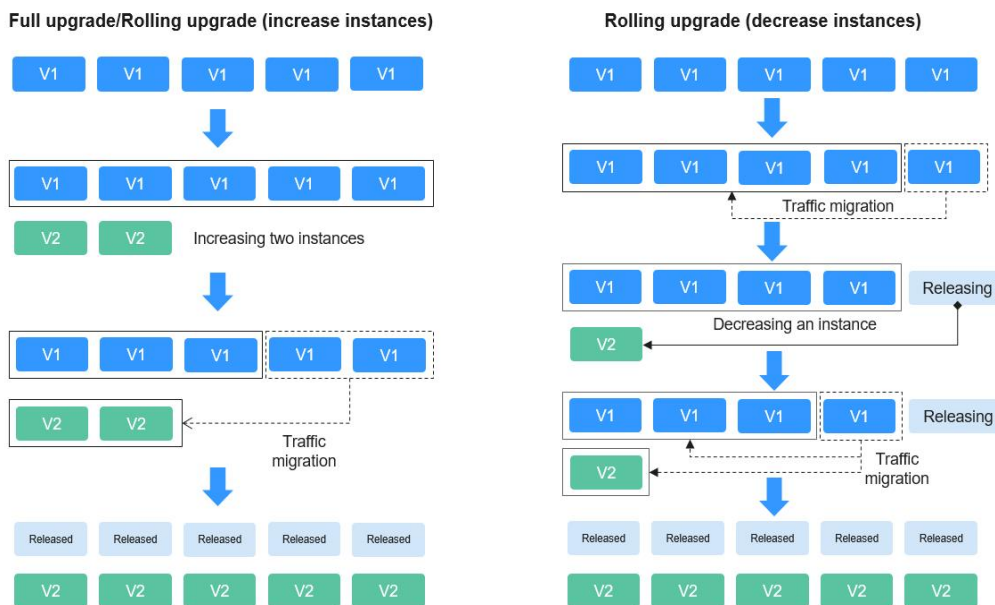 Full upgrade/Rolling upgrade (increase instances)
V1 V1 V1 V1 V1
V1 V1 V1 V1 V1
V2 V2 Increasing two instances
V1 V1 V1 V1 V1
V2 V2
Traffic
migration
Released Released Released Released Released
V2 V2 V2 V2 V2
Rolling upgrade (decrease instances)
V1 V1 V1 V1 V1
V1 V1 V1 V1 V1
Traffic migration
V1 V1 V1 V1 Releasing
Decreasing an instance
V2
V1 V1 V1 V1 Releasing
Traffic
migration
V2
Released Released Released Released Released
V2 V2 V2 V2 V2